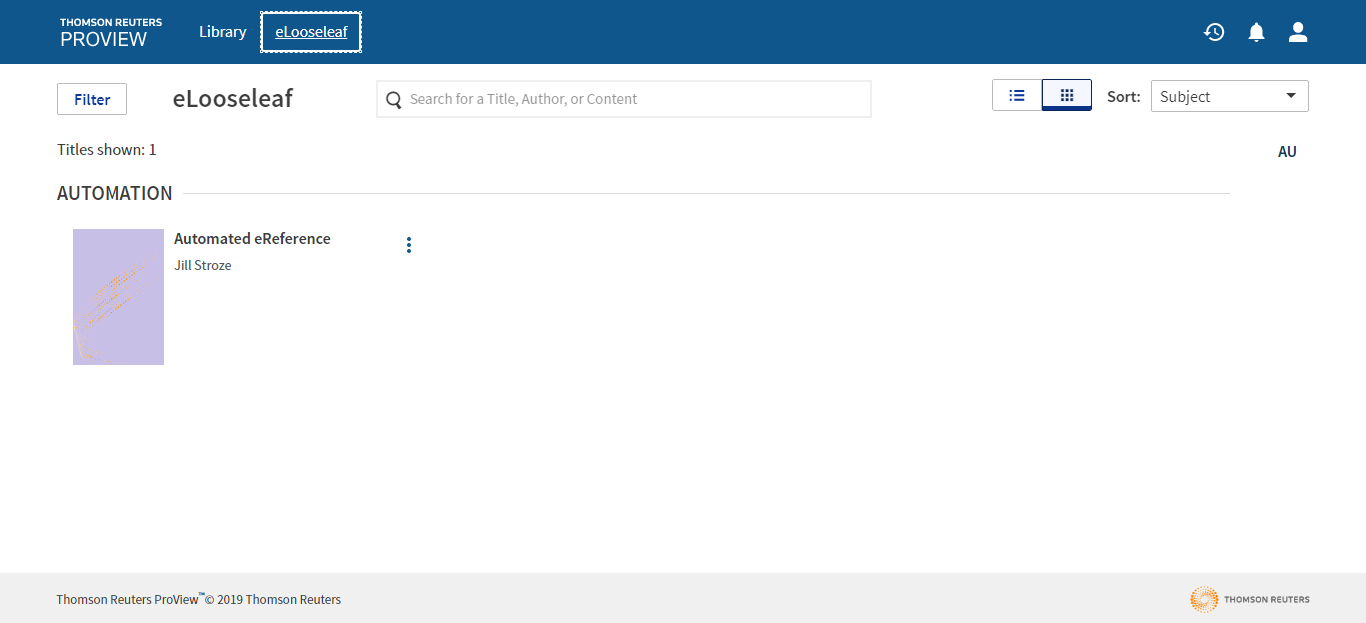 THOMSON REUTERS
PROVIEW
Library
eLooseleaf
Filter
eLooseleaf
Search for a Title, Author, or Content
Sort:
Subject
Titles shown: 1
AU
AUTOMATION
Automated eReference
Jill Stroze
Thomson Reuters ProView™© 2019 Thomson Reuters
THOMSON REUTERS